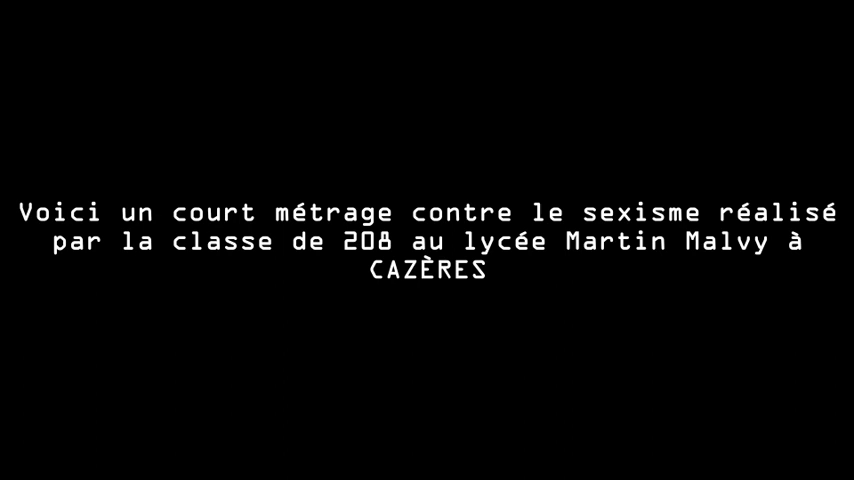 Voici un court métrage contre le sexisme réalisé
par la classe de 208 au lycée Martin Malvy à
CAZÈRES